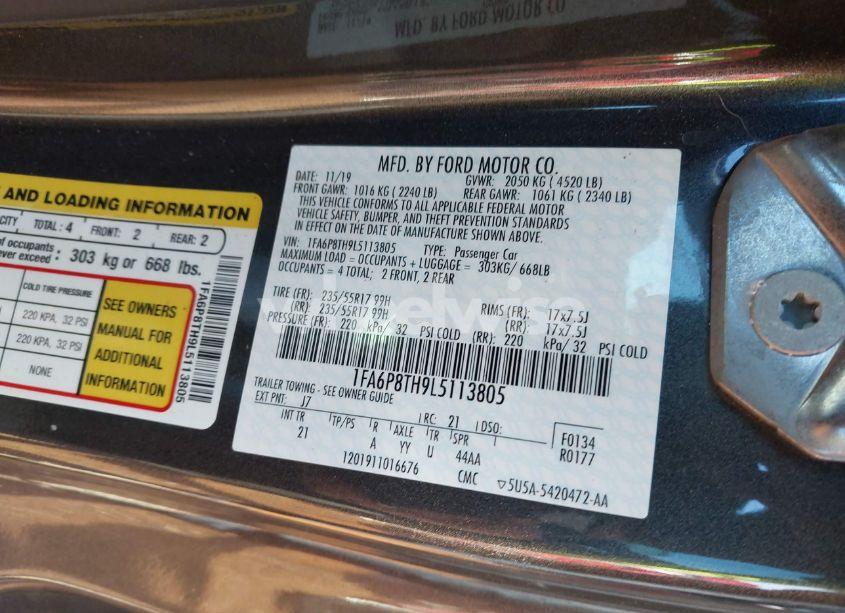 MFD. BY FORD MOTOR CO.
AND LOADING INFORMATION
CITY TOTAL: 4 FRONT: 2 REAR: 2
of occupants
ever exceed : 303 kg or 668 lbs.
COLD TIRE PRESSURE
220 KPA, 32 PSI
220 KPA, 32 PSI
NONE
SEE OWNERS
MANUAL FOR
ADDITIONAL
INFORMATION
1FA6P8TH9L5113805
MFD. BY FORD MOTOR CO.
DATE: 11/19 GVWR: 2050 KG ( 4520 LB)
FRONT GAWR: 1016 KG ( 2240 LB) REAR GAWR: 1061 KG ( 2340 LB)
THIS VEHICLE CONFORMS TO ALL APPLICABLE FEDERAL MOTOR
VEHICLE SAFETY, BUMPER, AND THEFT PREVENTION STANDARDS
IN EFFECT ON THE DATE OF MANUFACTURE SHOWN ABOVE.
VIN: 1FA6P8TH9L5113805 TYPE: Passenger Car
MAXIMUM LOAD = OCCUPANTS + LUGGAGE = 303KG/ 668LB
OCCUPANTS = 4 TOTAL; 2 FRONT, 2 REAR
TIRE (FR): 235/55R17 99H RIMS (FR): 17x7.5J
(RR): 235/55R17 99H (RR): 17x7.5J
PRESSURE (FR): 220 kPa/ 32 PSI COLD (RR): 220 kPa/ 32 PSI COLD
1FA6P8TH9L5113805
TRAILER TOWING - SEE OWNER GUIDE
EXT PNT: J7 RC: 21 DSO:
INT TR TP/PS R AXLE TR SPR F0134
21 A YY U 44AA R0177
1201911016676 CMC ▽5U5A-5420472-AA